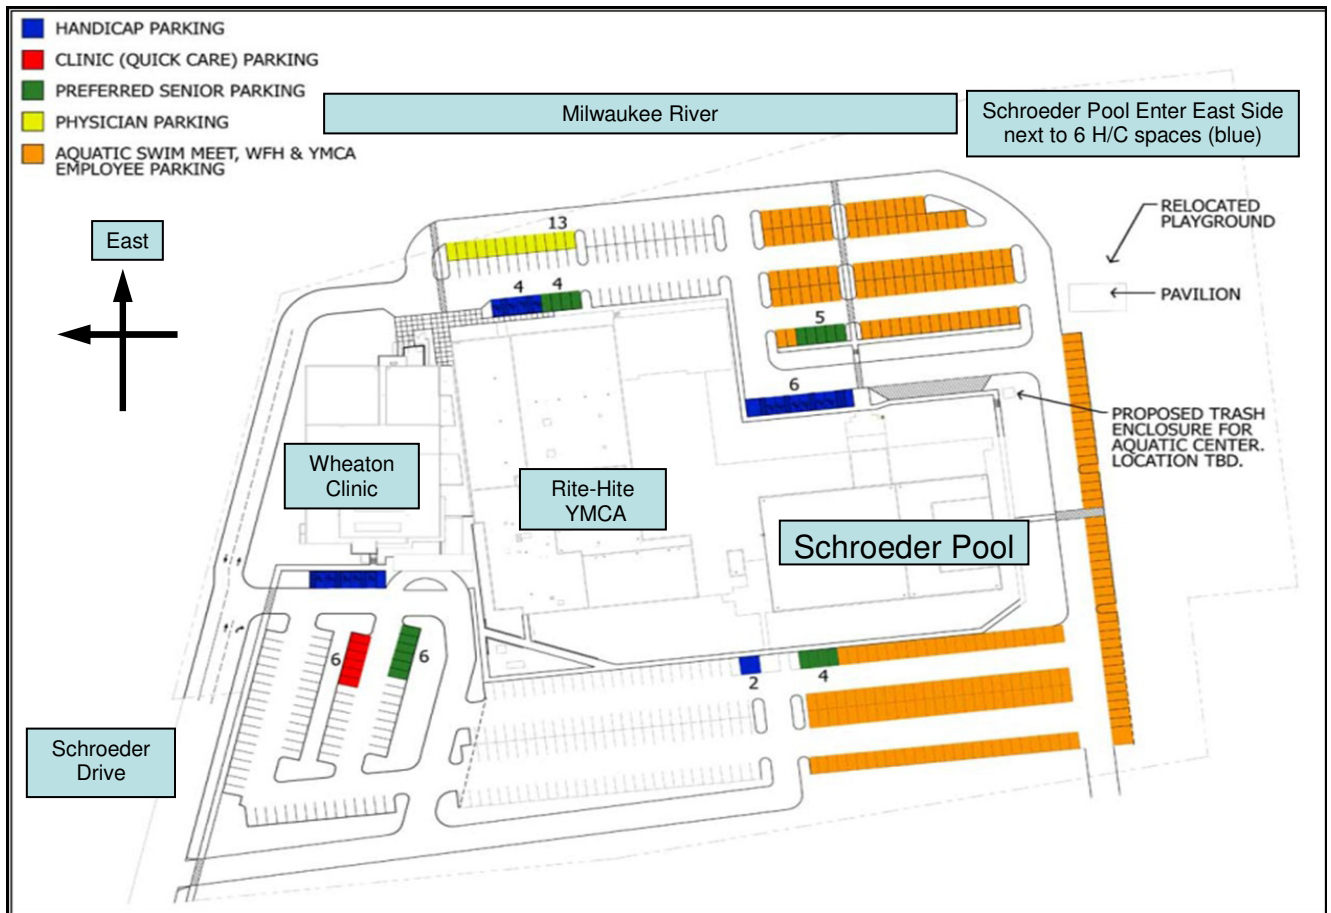 HANDICAP PARKING
CLINIC (QUICK CARE) PARKING
PREFERRED SENIOR PARKING
PHYSICIAN PARKING
AQUATIC SWIM MEET, WFH & YMCA
EMPLOYEE PARKING
Milwaukee River
Schroeder Pool Enter East Side
next to 6 H/C spaces (blue)
East
RELOCATED
PLAYGROUND
PAVILION
13
4 4
5
6
PROPOSED TRASH
ENCLOSURE FOR
AQUATIC CENTER.
LOCATION TBD.
Wheaton
Clinic
Rite-Hite
YMCA
Schroeder Pool
6
6
2
4
Schroeder
Drive